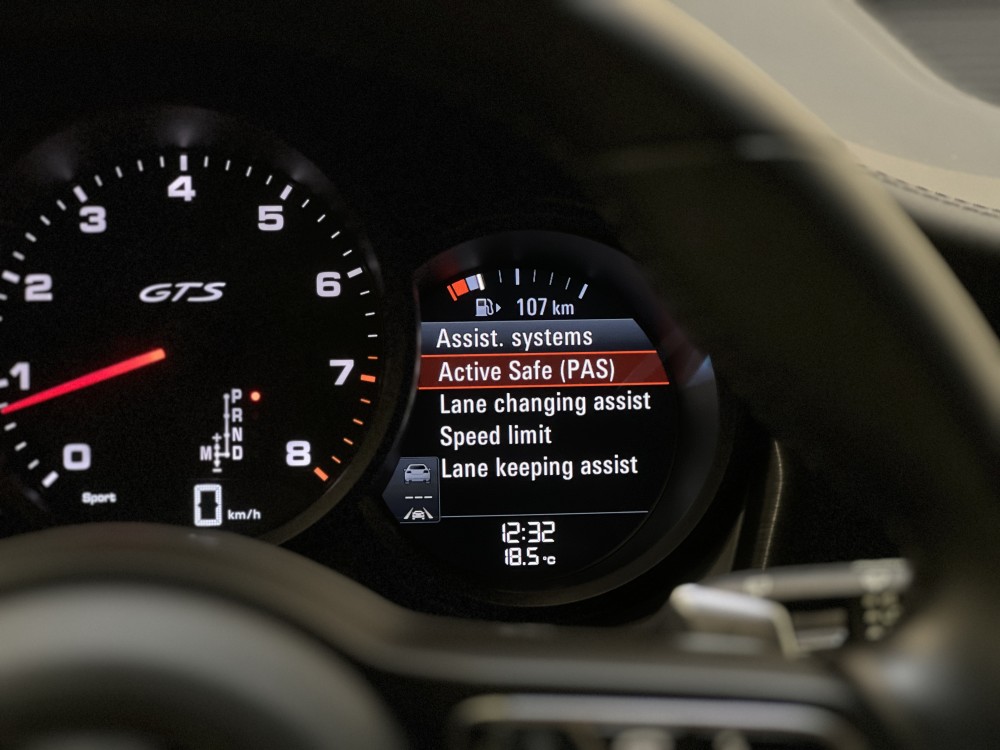 4
3
5
2
6
GTS
1
7
0
8
P
R
N
M
D
Sport
0
km/h
107 km
Assist. systems
Active Safe (PAS)
Lane changing assist
Speed limit
Lane keeping assist
12:32
18.5 °C